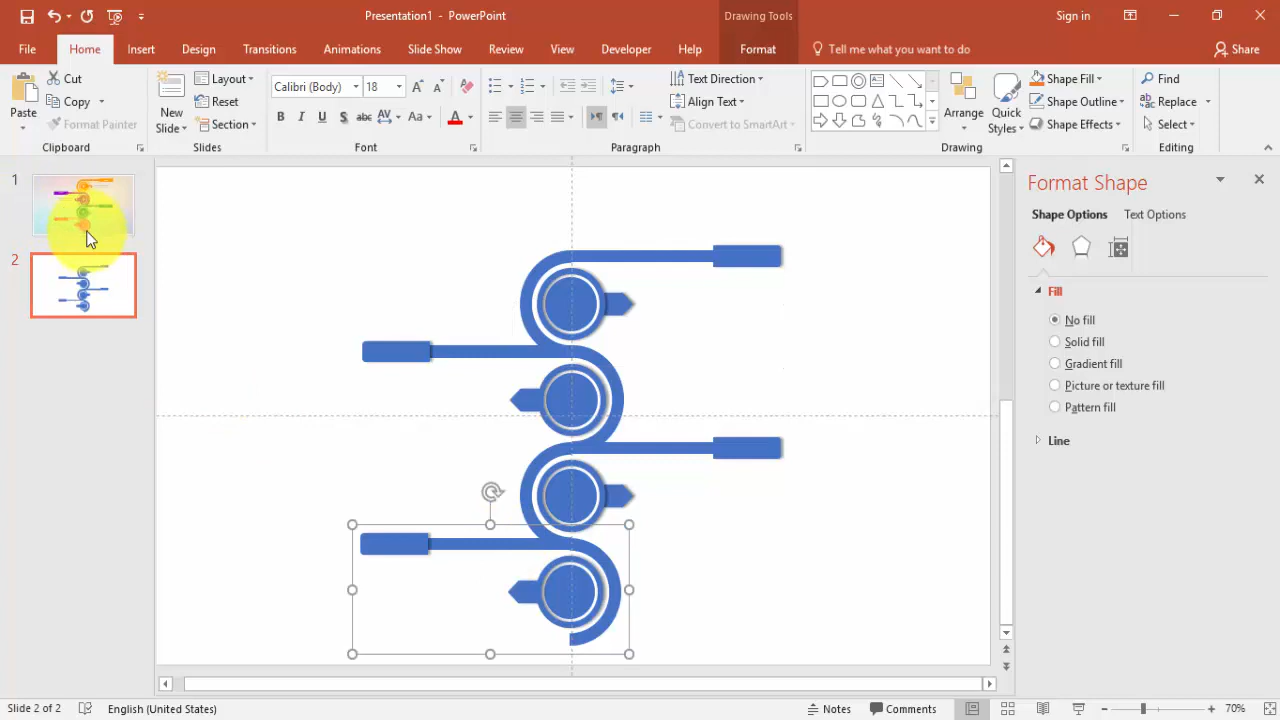 Presentation1 - PowerPoint
Drawing Tools
Sign in
File
Home
Insert
Design
Transitions
Animations
Slide Show
Review
View
Developer
Help
Format
Tell me what you want to do
Share
Paste
Cut
Copy
Format Painter
Clipboard
New Slide
Layout
Reset
Section
Slides
Calibri (Body)
18
B I U S abc AV Aa A
Font
Text Direction
Align Text
Convert to SmartArt
Paragraph
Arrange
Quick Styles
Shape Fill
Shape Outline
Shape Effects
Drawing
Find
Replace
Select
Editing
1
2
Format Shape
Shape Options
Text Options
Fill
No fill
Solid fill
Gradient fill
Picture or texture fill
Pattern fill
Line
Slide 2 of 2
English (United States)
Notes
Comments
70%